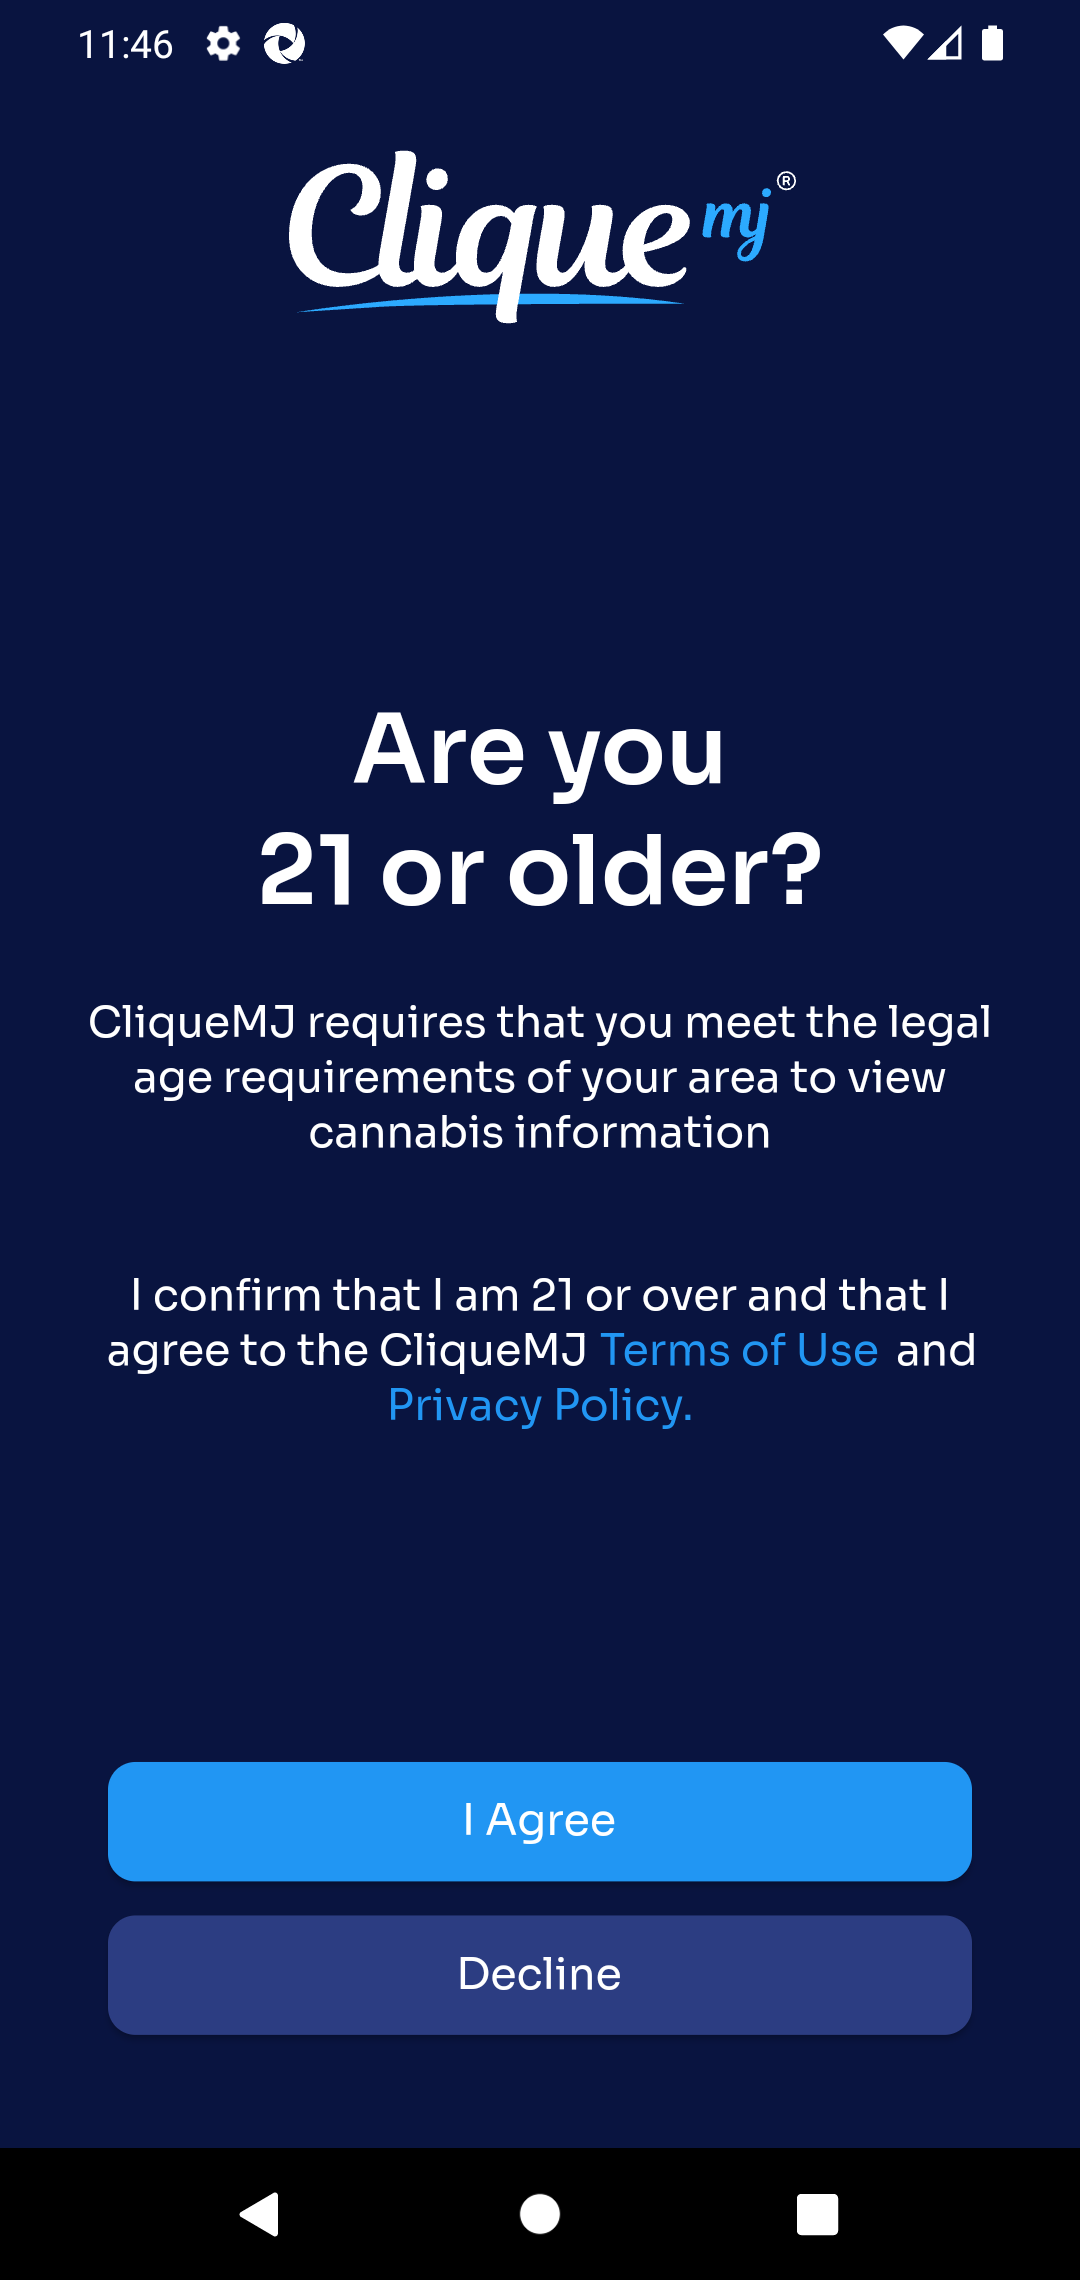 11:46
Clique mj®
Are you
21 or older?
CliqueMJ requires that you meet the legal
age requirements of your area to view
cannabis information
I confirm that I am 21 or over and that I
agree to the CliqueMJ Terms of Use and
Privacy Policy.
I Agree
Decline